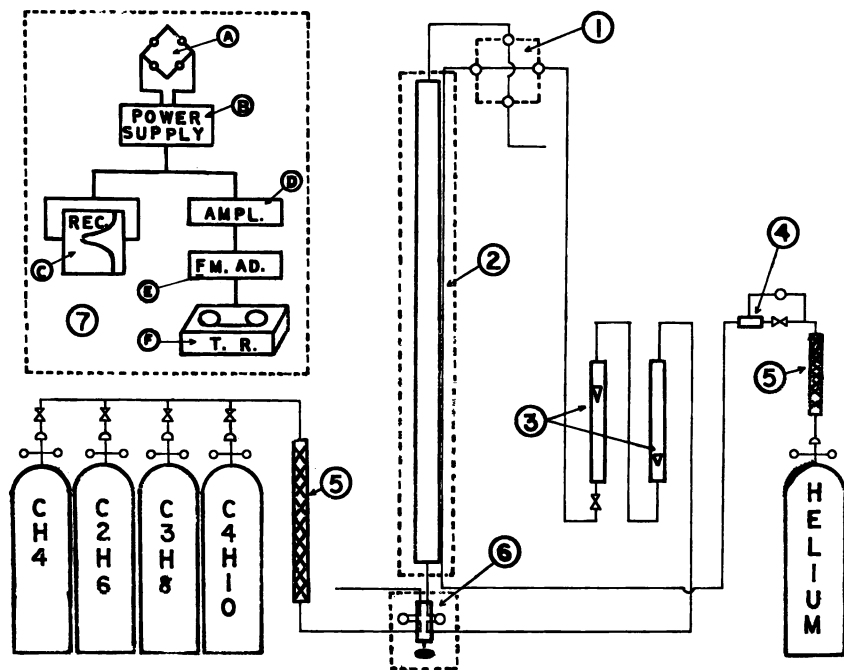 1
A
B
POWER
SUPPLY
D
REC.
AMPL.
C
FM. AD.
E
7
F
T. R.
2
4
5
3
5
6
CH4
C2H6
C3H8
C4H10
HELIUM